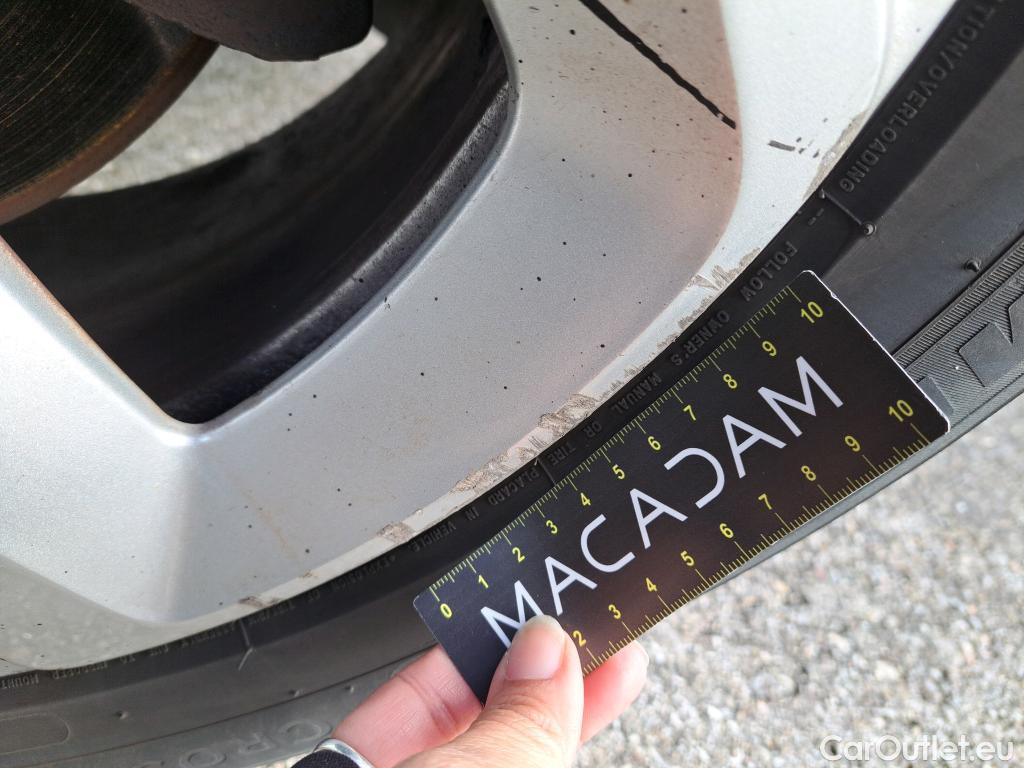 TION/OVERLOADING
FOLLOW OWNER'S MANUAL OR TIRE PLACARD IN VEHICLE.
0 1 2 3 4 5 6 7 8 9 10
MACADAM
2 3 4 5 6 7 8 9 10
CarOutlet.eu